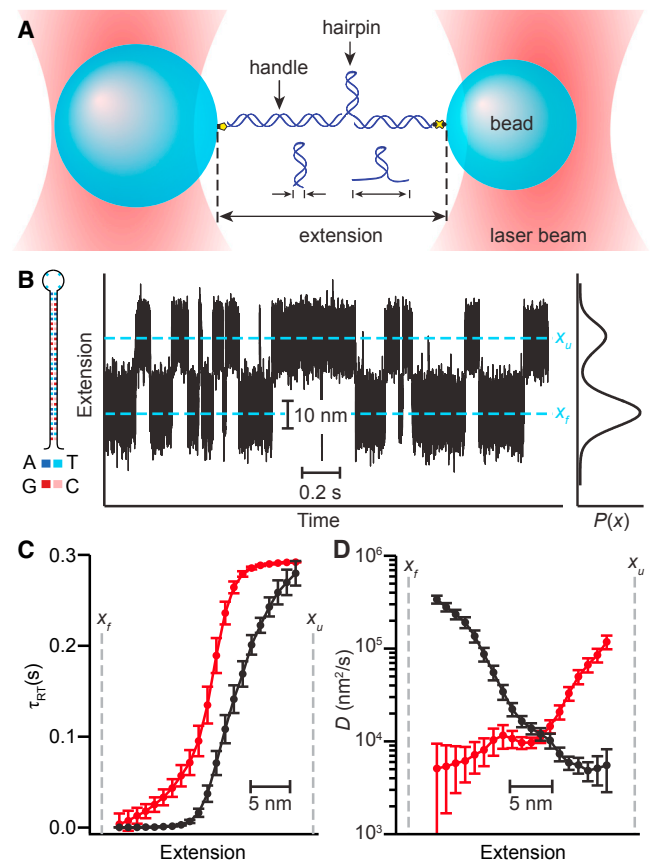 A
hairpin
handle
bead
extension
laser beam
B
Extension
x_u
x_f
10 nm
0.2 s
A T
G C
Time
P(x)
C
0.3
0.2
0.1
0.0
τ_RT(s)
x_f
x_u
5 nm
Extension
D
10^6
10^5
10^4
10^3
D (nm²/s)
x_f
x_u
5 nm
Extension